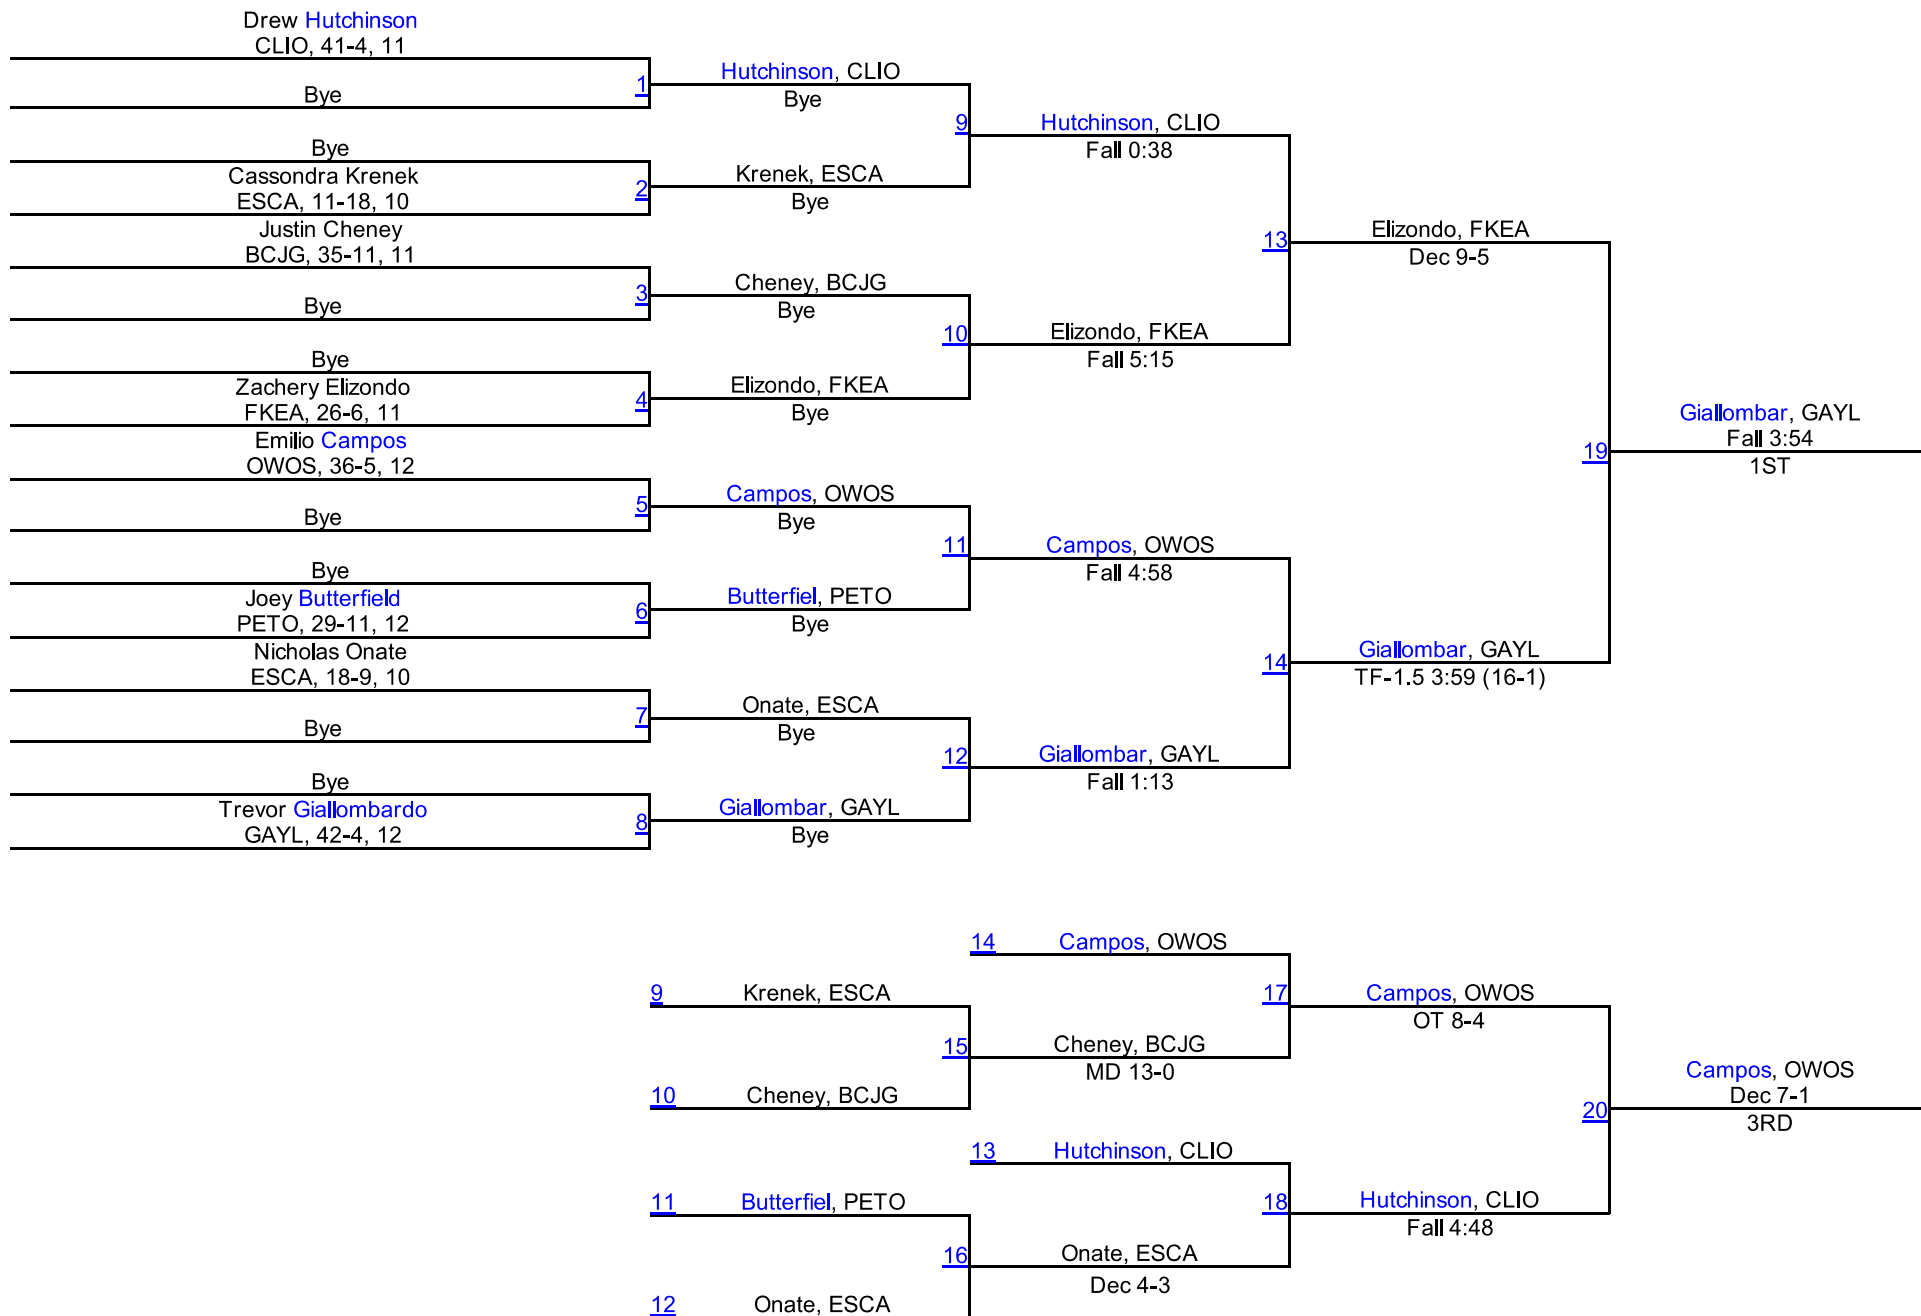 Drew Hutchinson
CLIO, 41-4, 11
Bye
1
Hutchinson, CLIO
Bye
Bye
Cassondra Krenek
ESCA, 11-18, 10
2
Krenek, ESCA
Bye
9
Hutchinson, CLIO
Fall 0:38
Justin Cheney
BCJG, 35-11, 11
Bye
3
Cheney, BCJG
Bye
Bye
Zachery Elizondo
FKEA, 26-6, 11
4
Elizondo, FKEA
Bye
10
Elizondo, FKEA
Fall 5:15
13
Elizondo, FKEA
Dec 9-5
Emilio Campos
OWOS, 36-5, 12
Bye
5
Campos, OWOS
Bye
Bye
Joey Butterfield
PETO, 29-11, 12
6
Butterfiel, PETO
Bye
11
Campos, OWOS
Fall 4:58
Nicholas Onate
ESCA, 18-9, 10
Bye
7
Onate, ESCA
Bye
Bye
Trevor Giallombardo
GAYL, 42-4, 12
8
Giallombar, GAYL
Bye
12
Giallombar, GAYL
Fall 1:13
14
Giallombar, GAYL
TF-1.5 3:59 (16-1)
19
Giallombar, GAYL
Fall 3:54
1ST
14
Campos, OWOS
9
Krenek, ESCA
10
Cheney, BCJG
15
Cheney, BCJG
MD 13-0
17
Campos, OWOS
OT 8-4
13
Hutchinson, CLIO
11
Butterfiel, PETO
12
Onate, ESCA
16
Onate, ESCA
Dec 4-3
18
Hutchinson, CLIO
Fall 4:48
20
Campos, OWOS
Dec 7-1
3RD